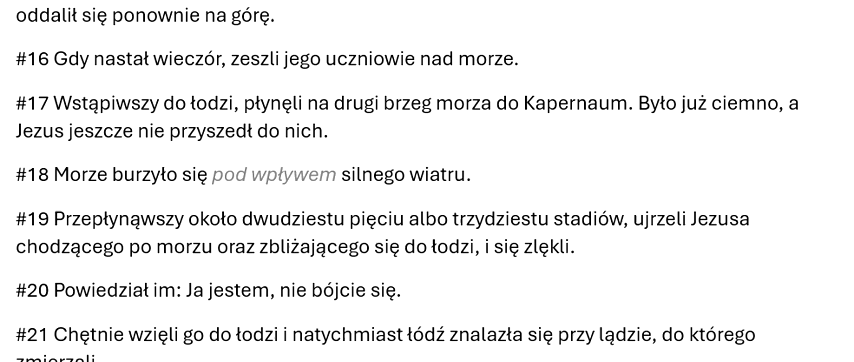 oddalił się ponownie na górę.
#16 Gdy nastał wieczór, zeszli jego uczniowie nad morze.
#17 Wstąpiwszy do łodzi, płynęli na drugi brzeg morza do Kapernaum. Było już ciemno, a
Jezus jeszcze nie przyszedł do nich.
#18 Morze burzyło się pod wpływem silnego wiatru.
#19 Przepłynąwszy około dwudziestu pięciu albo trzydziestu stadiów, ujrzeli Jezusa
chodzącego po morzu oraz zbliżającego się do łodzi, i się zlękli.
#20 Powiedział im: Ja jestem, nie bójcie się.
#21 Chętnie wzięli go do łodzi i natychmiast łódź znalazła się przy lądzie, do którego
zmierzali.